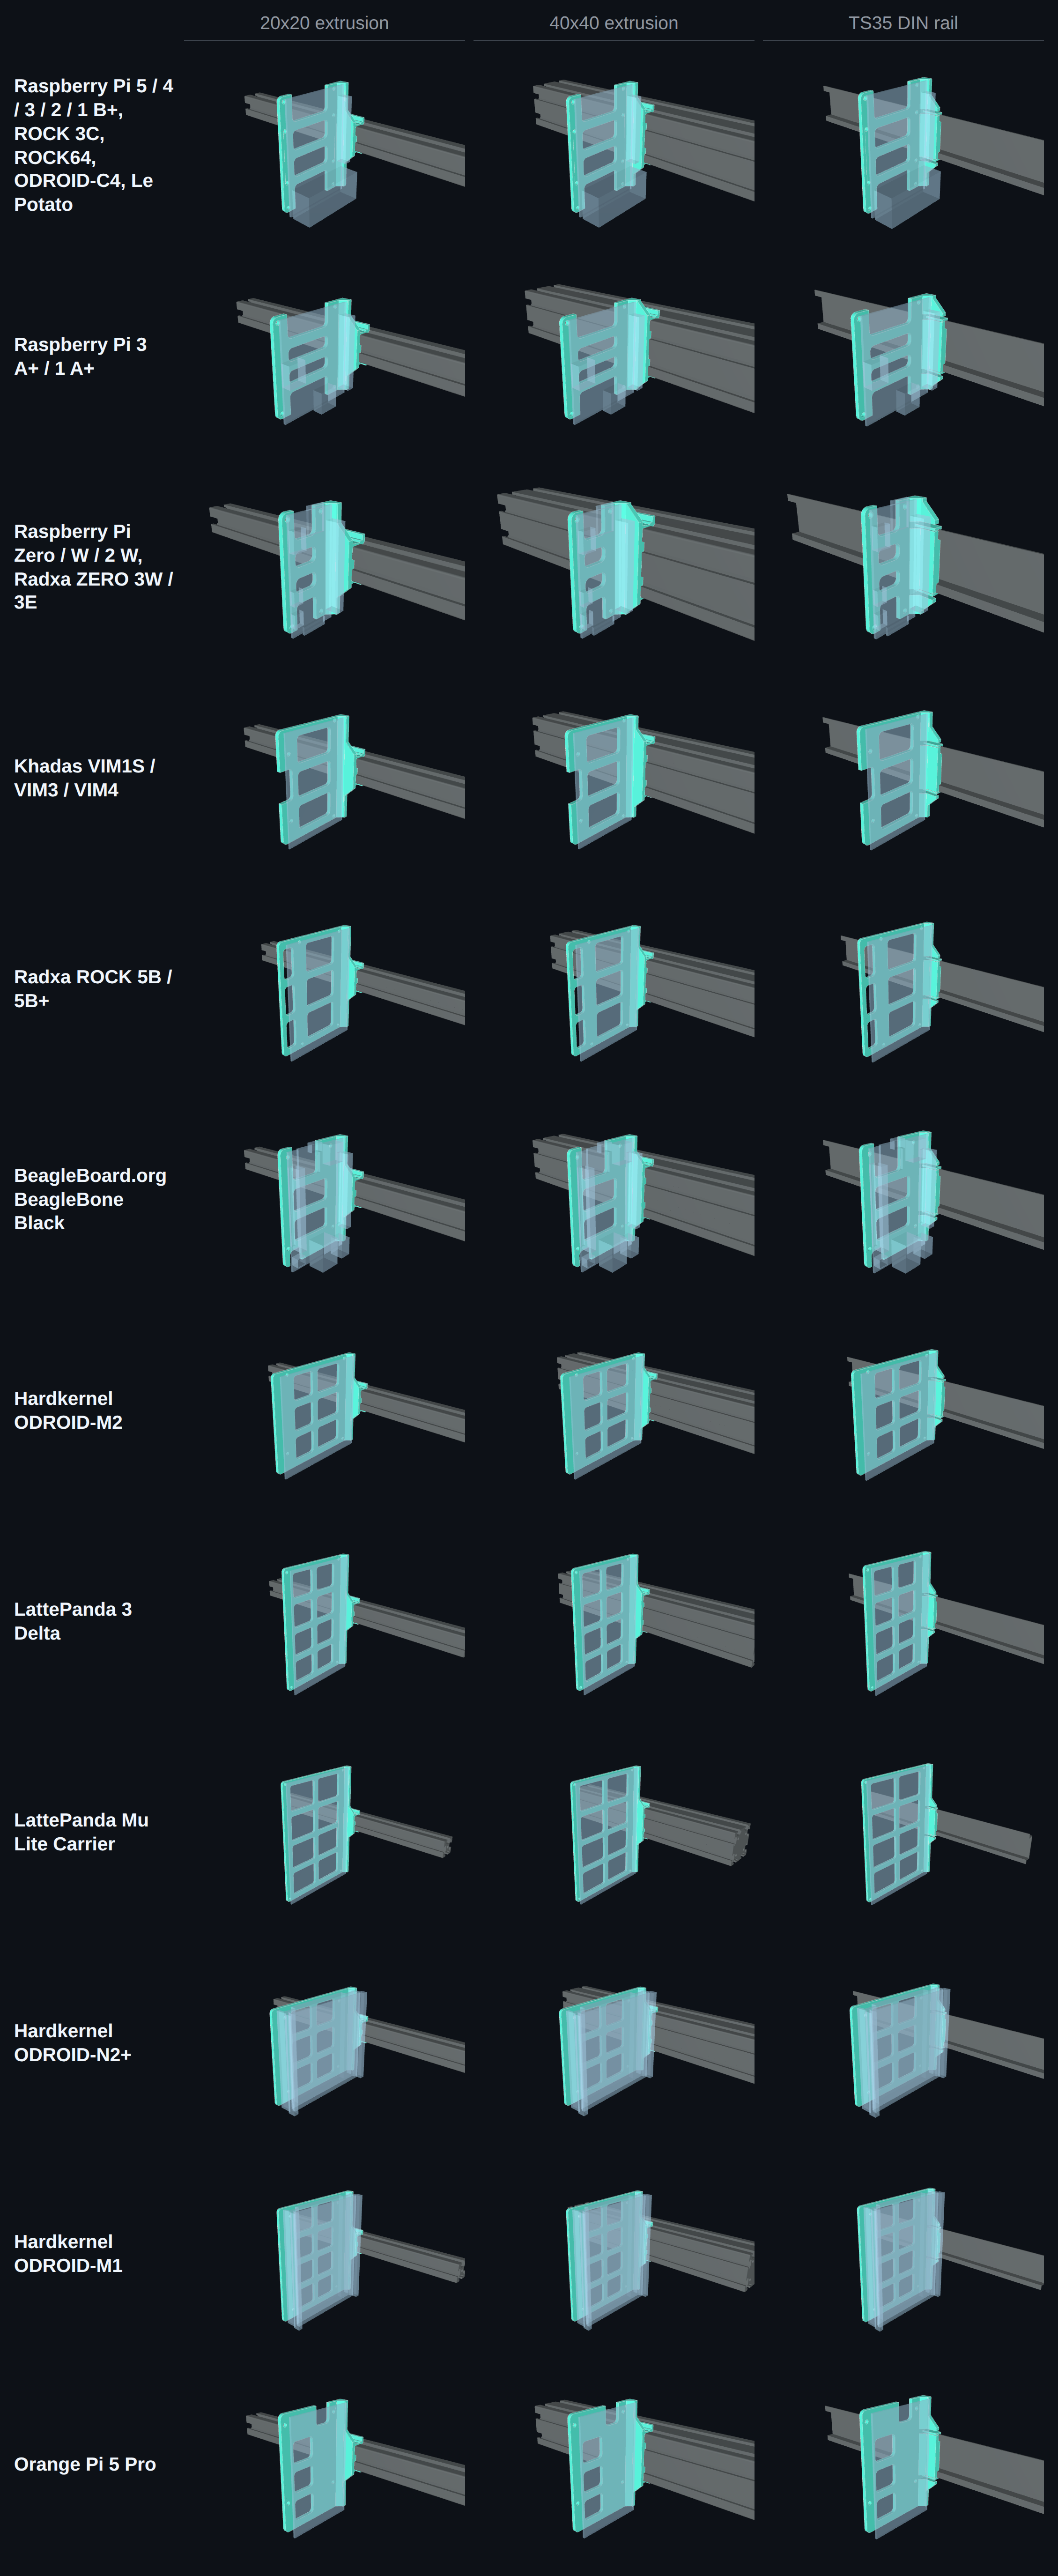 20x20 extrusion
40x40 extrusion
TS35 DIN rail
Raspberry Pi 5 / 4
/ 3 / 2 / 1 B+,
ROCK 3C,
ROCK64,
ODROID-C4, Le
Potato
Raspberry Pi 3
A+ / 1 A+
Raspberry Pi
Zero / W / 2 W,
Radxa ZERO 3W /
3E
Khadas VIM1S /
VIM3 / VIM4
Radxa ROCK 5B /
5B+
BeagleBoard.org
BeagleBone
Black
Hardkernel
ODROID-M2
LattePanda 3
Delta
LattePanda Mu
Lite Carrier
Hardkernel
ODROID-N2+
Hardkernel
ODROID-M1
Orange Pi 5 Pro